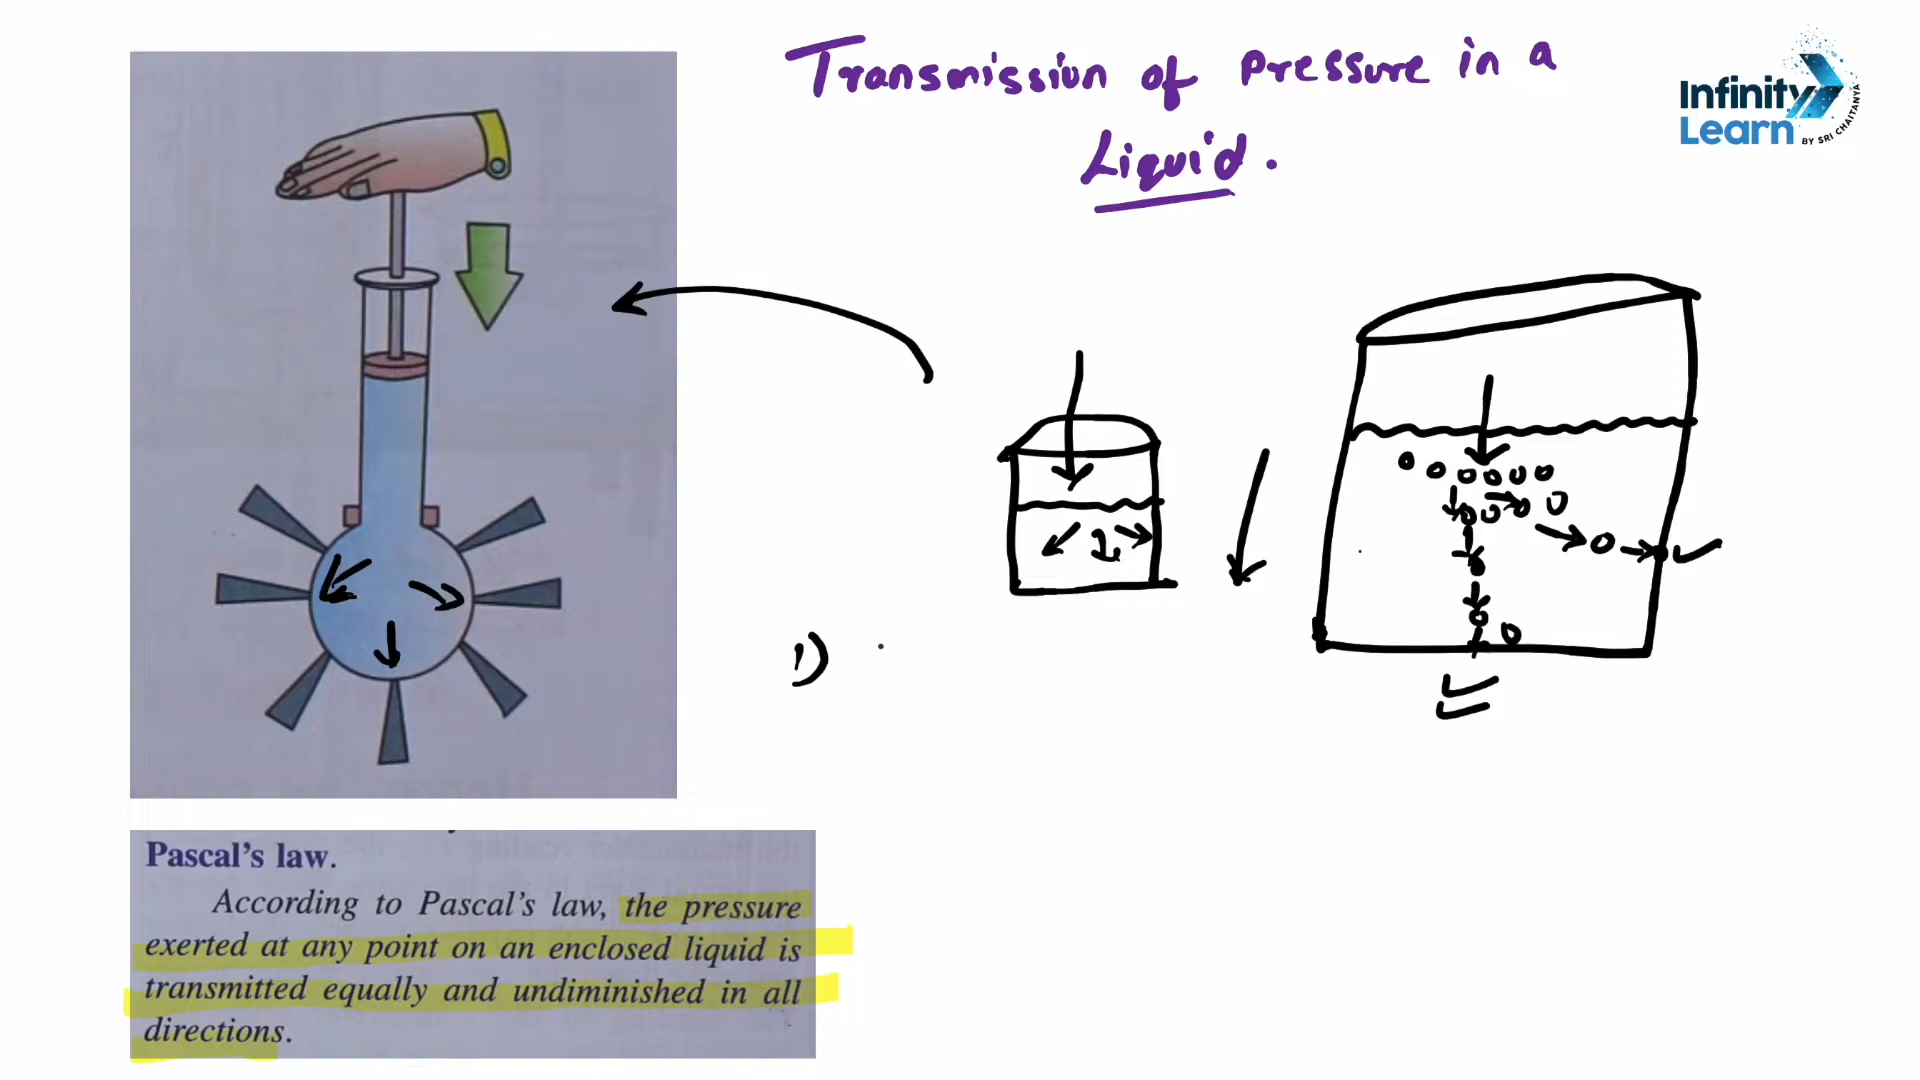 Transmission of Pressure in a
Liquid.
Infinity
Learn
BY SRI CHAITANYA
1)
Pascal's law.
According to Pascal's law, the pressure
exerted at any point on an enclosed liquid is
transmitted equally and undiminished in all
directions.